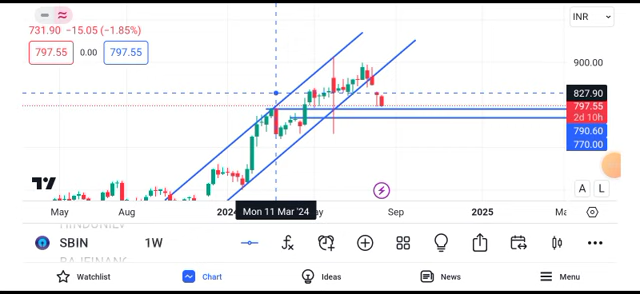 731.90 −15.05 (−1.85%)
797.55 0.00 797.55
INR
900.00
827.90
797.55
2d 10h
790.60
770.00
A L
May Aug 2024 Mon 11 Mar '24 Sep 2025
SBIN 1W
Watchlist Chart Ideas News Menu